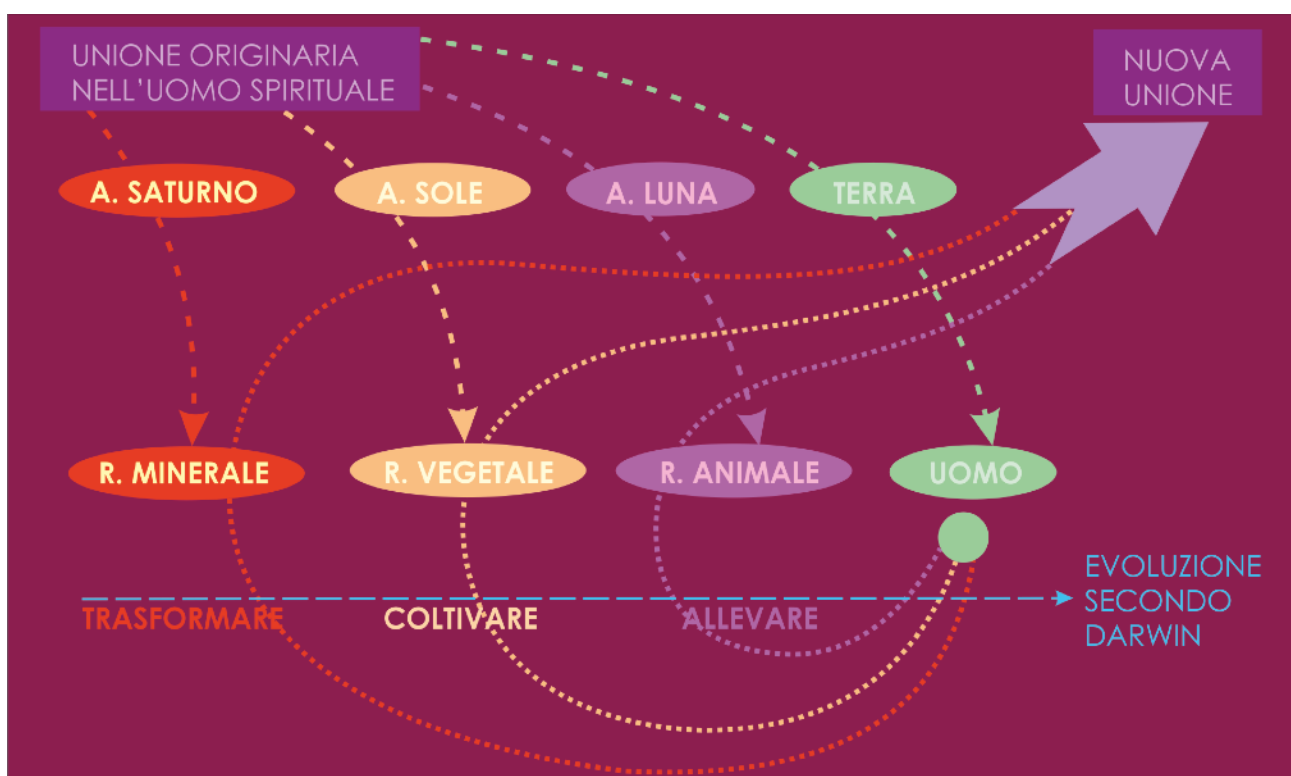 UNIONE ORIGINARIA
NELL'UOMO SPIRITUALE
NUOVA
UNIONE
A. SATURNO
A. SOLE
A. LUNA
TERRA
R. MINERALE
R. VEGETALE
R. ANIMALE
UOMO
TRASFORMARE
COLTIVARE
ALLEVARE
EVOLUZIONE
SECONDO
DARWIN